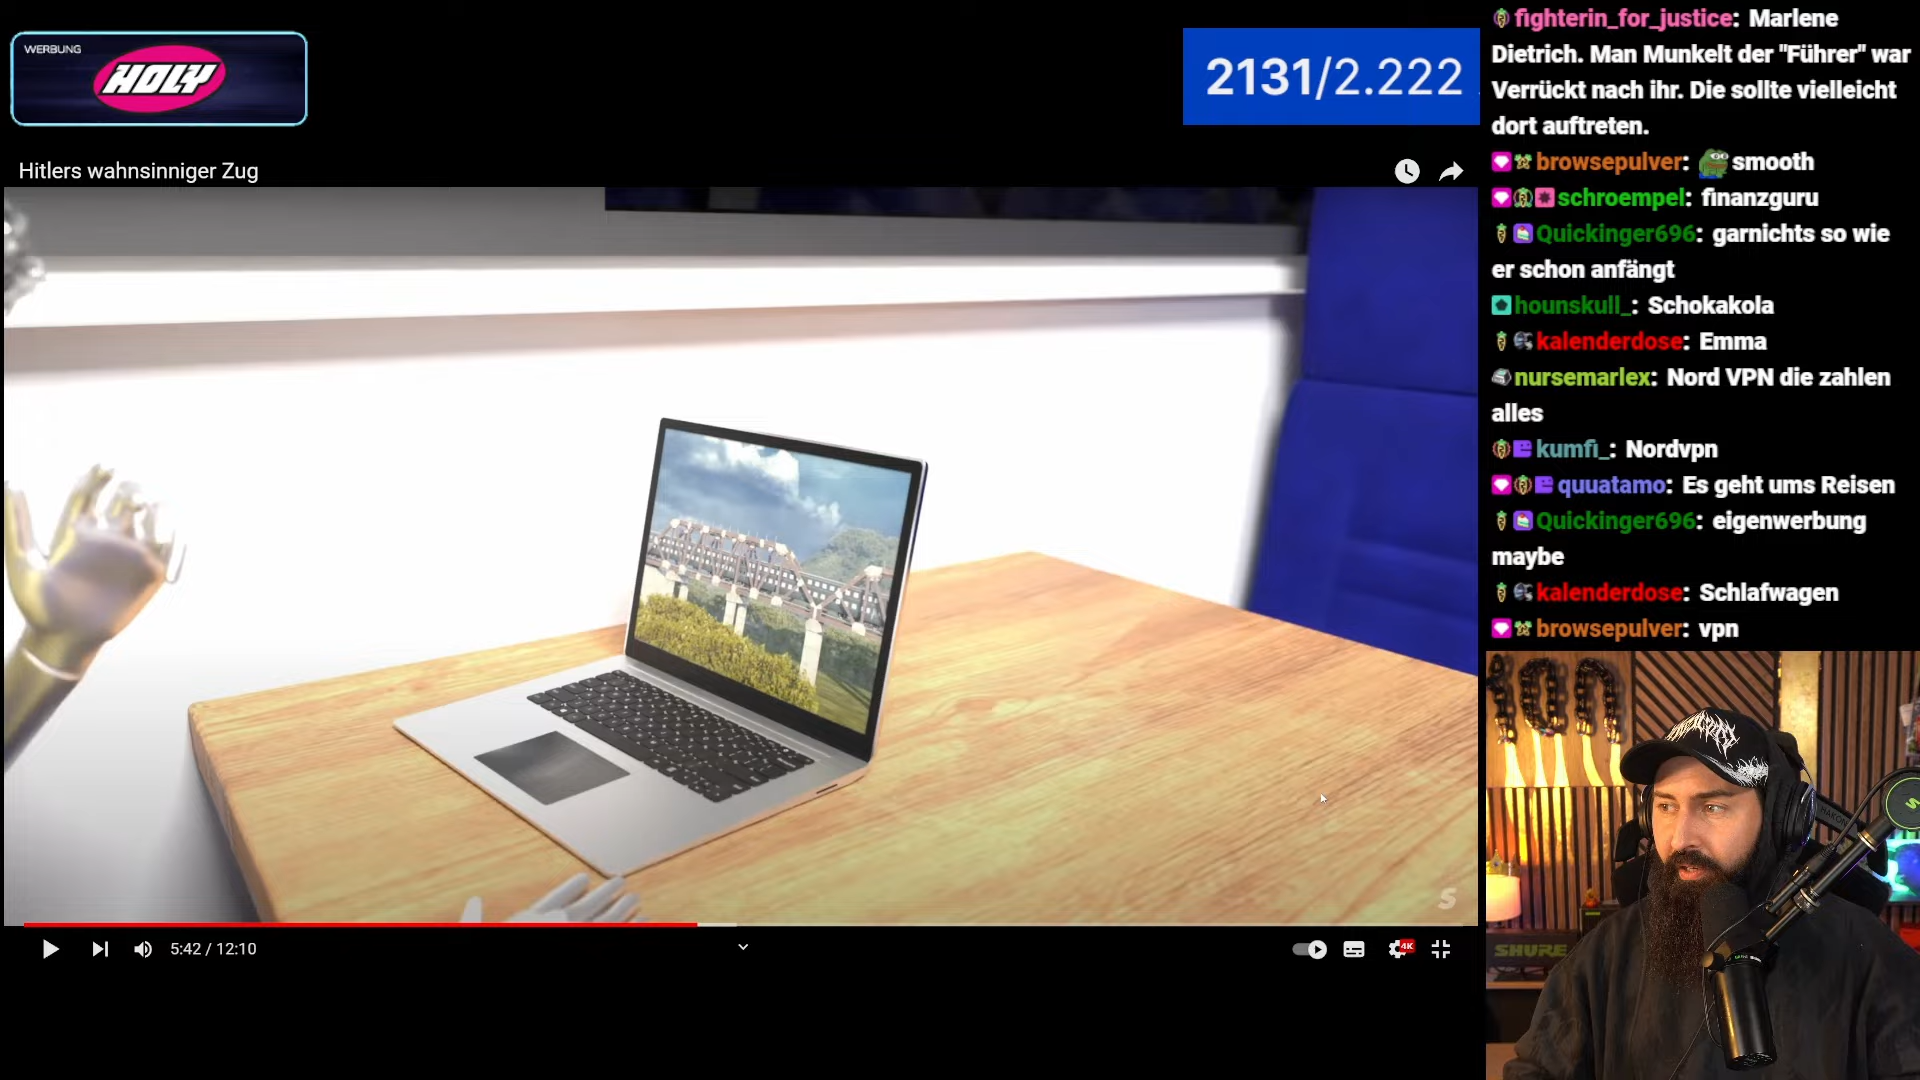 WERBUNG
HOLY
2131/2.222
Hitlers wahnsinniger Zug
S
5:42 / 12:10
4K
fighterin_for_justice: Marlene
Dietrich. Man Munkelt der "Führer" war
Verrückt nach ihr. Die sollte vielleicht
dort auftreten.
browsepulver: smooth
schroempel: finanzguru
Quickinger696: garnichts so wie
er schon anfängt
hounskull_: Schokakola
kalenderdose: Emma
nursemarlex: Nord VPN die zahlen
alles
kumfi_: Nordvpn
quuatamo: Es geht ums Reisen
Quickinger696: eigenwerbung
maybe
kalenderdose: Schlafwagen
browsepulver: vpn
SHURE